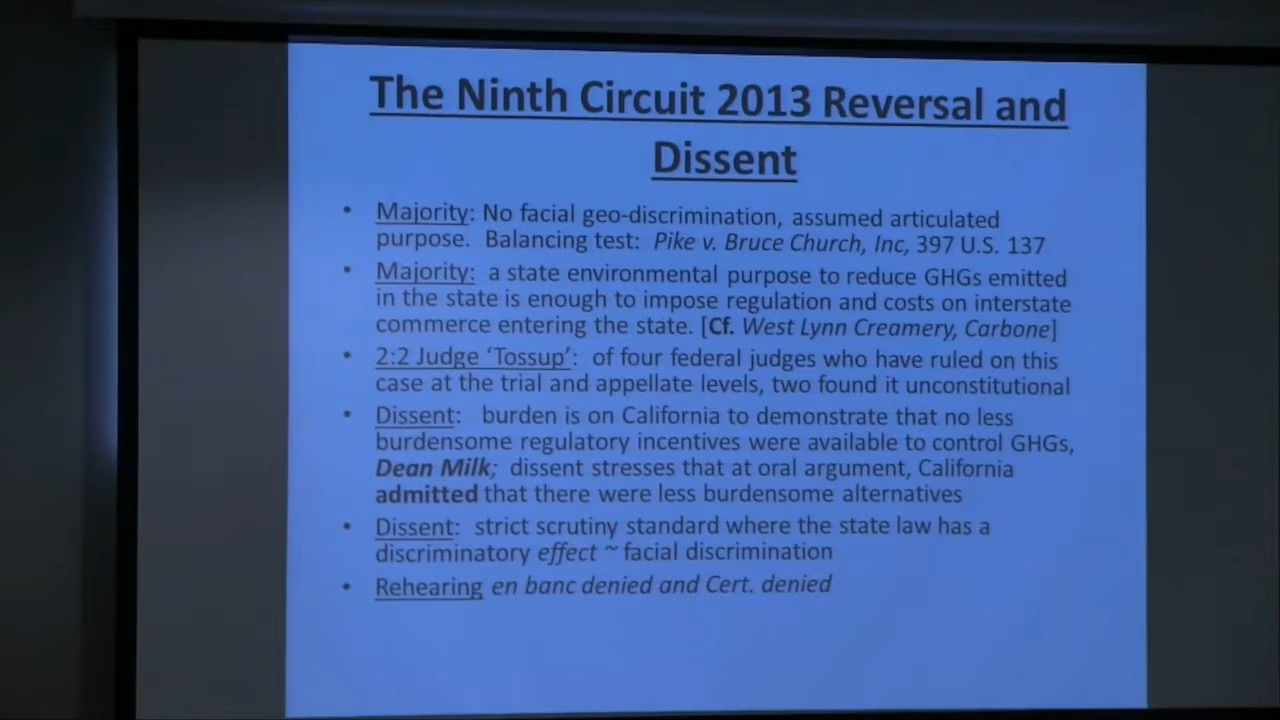 The Ninth Circuit 2013 Reversal and
Dissent
• Majority: No facial geo-discrimination, assumed articulated
purpose. Balancing test: Pike v. Bruce Church, Inc, 397 U.S. 137
• Majority: a state environmental purpose to reduce GHGs emitted
in the state is enough to impose regulation and costs on interstate
commerce entering the state. [Cf. West Lynn Creamery, Carbone]
• 2:2 Judge ‘Tossup’: of four federal judges who have ruled on this
case at the trial and appellate levels, two found it unconstitutional
• Dissent: burden is on California to demonstrate that no less
burdensome regulatory incentives were available to control GHGs,
Dean Milk; dissent stresses that at oral argument, California
admitted that there were less burdensome alternatives
• Dissent: strict scrutiny standard where the state law has a
discriminatory effect ~ facial discrimination
• Rehearing en banc denied and Cert. denied